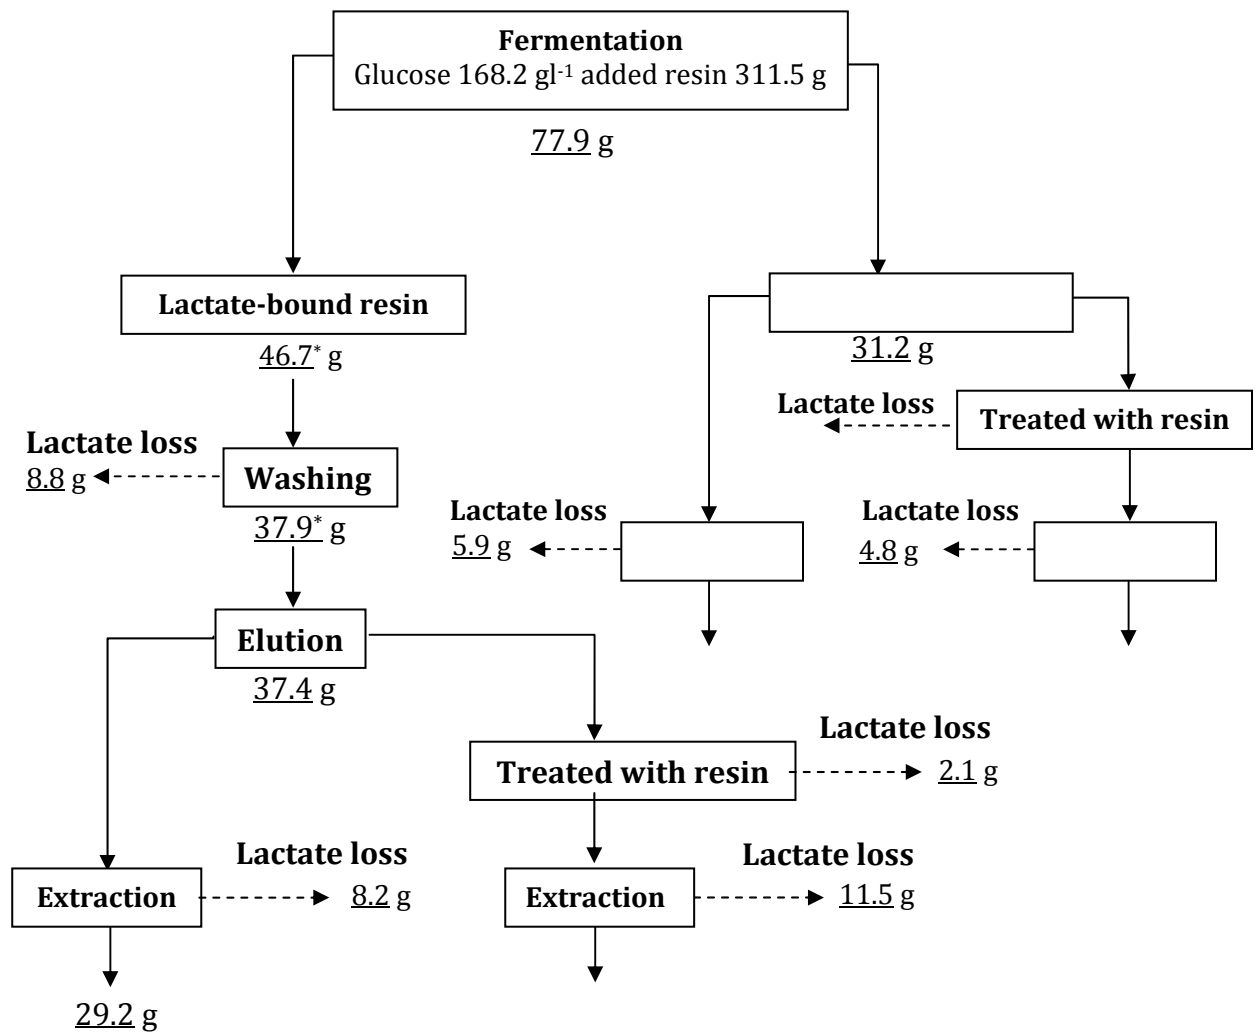 Fermentation
Glucose 168.2 gl-1 added resin 311.5 g
77.9 g
Lactate-bound resin
46.7* g
31.2 g
Lactate loss
Treated with resin
Lactate loss
8.8 g
Washing
37.9* g
Lactate loss
5.9 g
Lactate loss
4.8 g
Elution
37.4 g
Treated with resin
Lactate loss
2.1 g
Extraction
Lactate loss
8.2 g
Extraction
Lactate loss
11.5 g
29.2 g